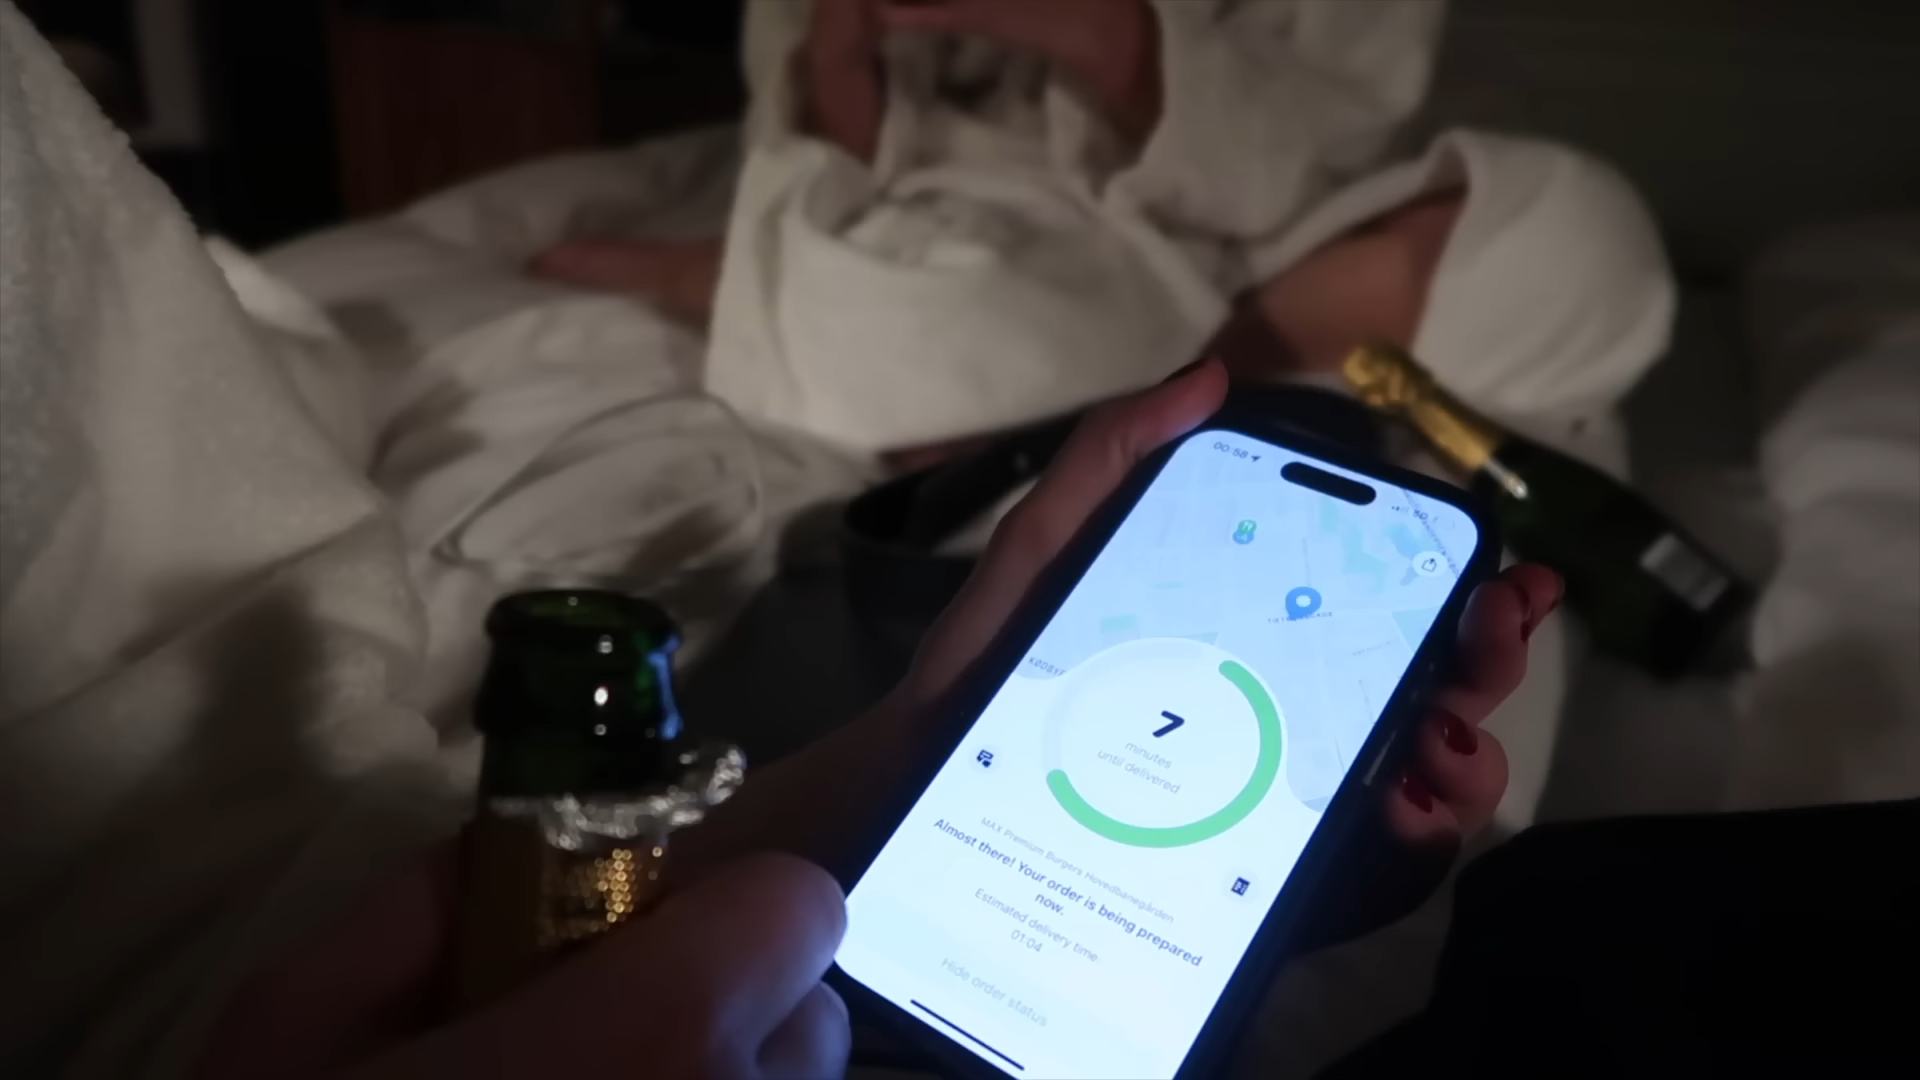 00:58
5G
7
minutes
until delivered
MAX Premium Burgers Hovedbanegården
Almost there! Your order is being prepared
now.
Estimated delivery time
01:04
Hide order status